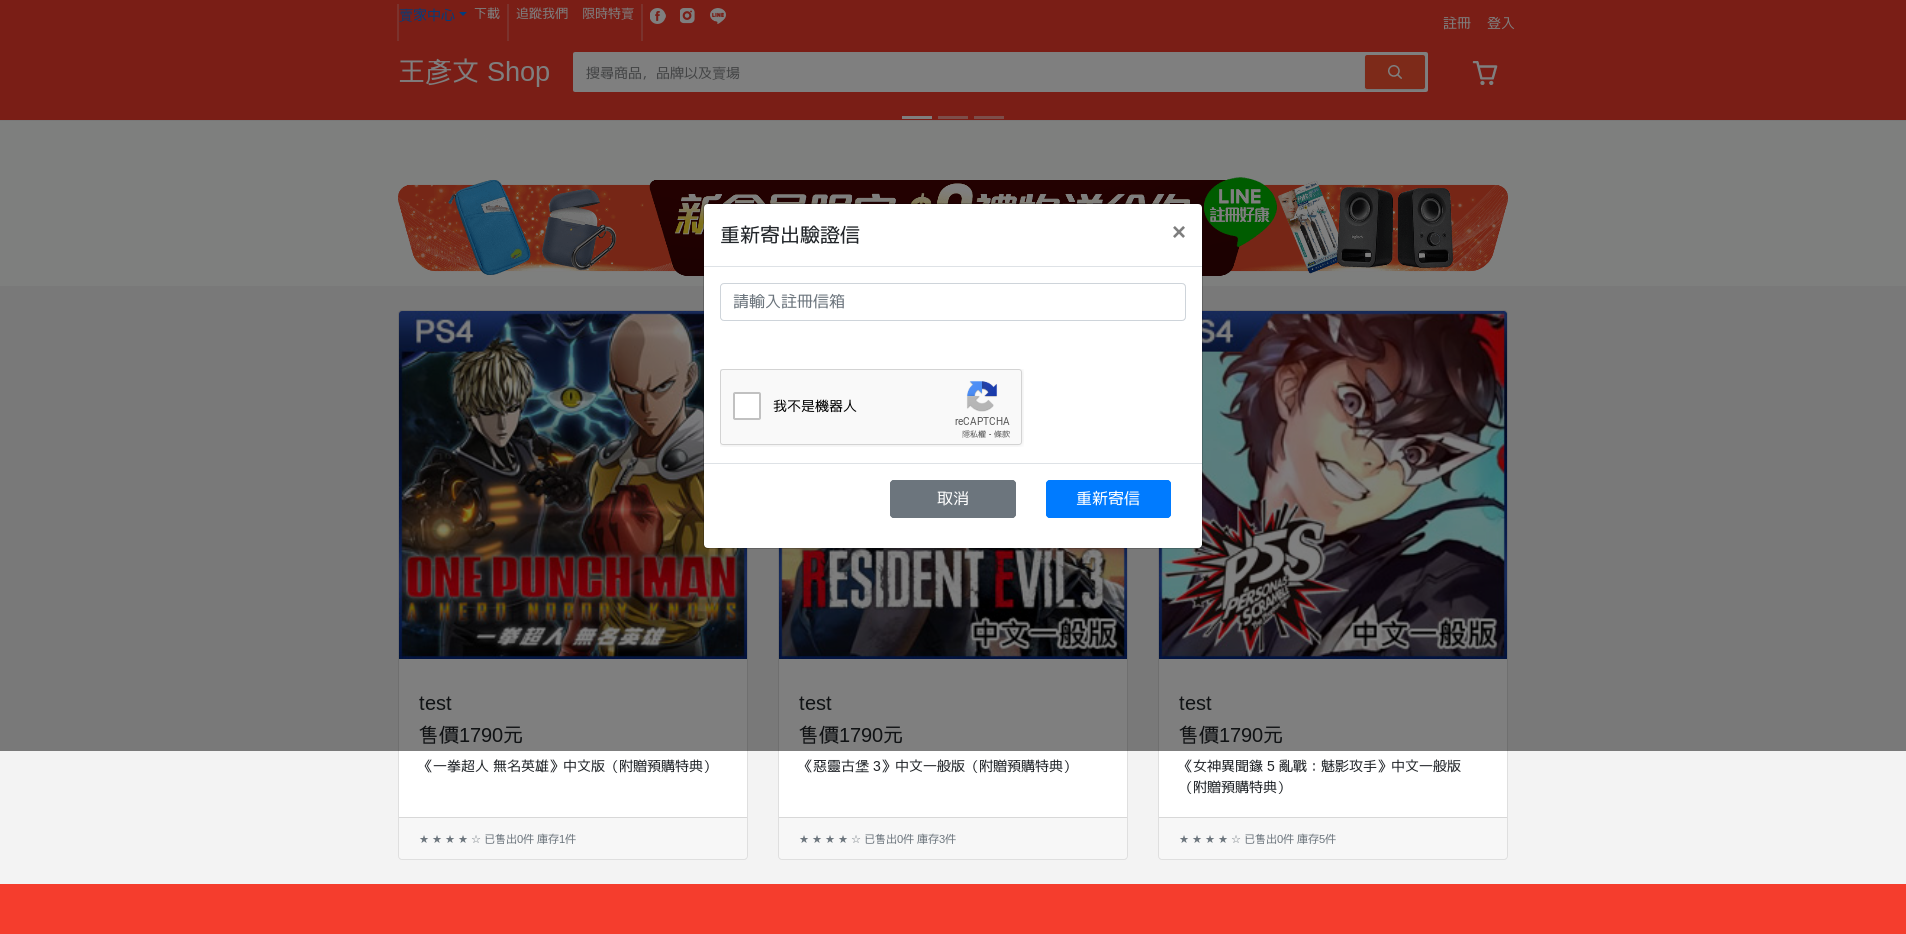 賣家中心 下載 追蹤我們 限時特賣
註冊 登入
王彥文 Shop
搜尋商品，品牌以及賣場
LINE
註冊好康
重新寄出驗證信
×
請輸入註冊信箱
我不是機器人
reCAPTCHA
隱私權 - 條款
取消
重新寄信
PS4
ONE PUNCH MAN
A HERO NOBODY KNOWS
一拳超人 無名英雄
RESIDENT EVIL 3
中文一般版
S4
P5S
PERSONA5
SCRAMBLE
中文一般版
test
售價1790元
《一拳超人 無名英雄》中文版（附贈預購特典）
★ ★ ★ ★ ☆ 已售出0件 庫存1件
test
售價1790元
《惡靈古堡 3》中文一般版（附贈預購特典）
★ ★ ★ ★ ☆ 已售出0件 庫存3件
test
售價1790元
《女神異聞錄 5 亂戰：魅影攻手》中文一般版
（附贈預購特典）
★ ★ ★ ★ ☆ 已售出0件 庫存5件